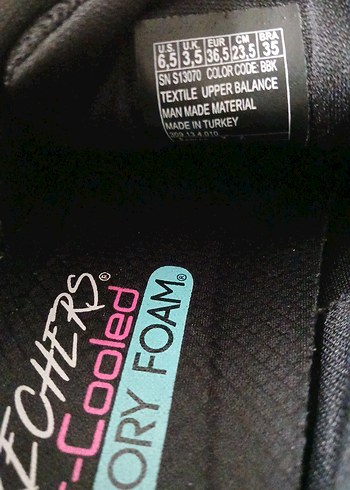 U.S. U.K. EUR CM BRA
6,5 3,5 36,5 23,5 35
SN S13070 COLOR CODE: BBK
TEXTILE UPPER BALANCE
MAN MADE MATERIAL
MADE IN TURKEY
ECHERS®
-Cooled
ORY FOAM®